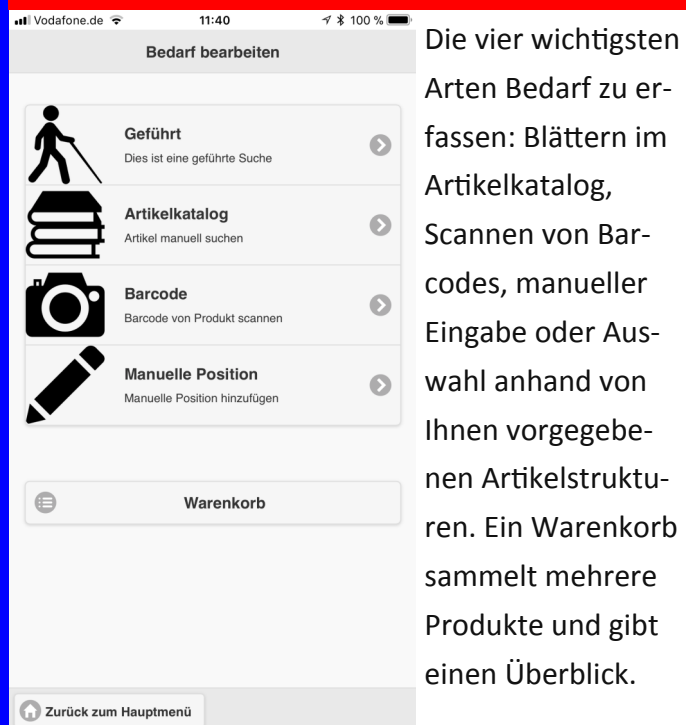 Vodafone.de 11:40 100 %
Bedarf bearbeiten
Geführt
Dies ist eine geführte Suche
Artikelkatalog
Artikel manuell suchen
Barcode
Barcode von Produkt scannen
Manuelle Position
Manuelle Position hinzufügen
Warenkorb
Zurück zum Hauptmenü
Die vier wichtigsten
Arten Bedarf zu er-
fassen: Blättern im
Artikelkatalog,
Scannen von Bar-
codes, manueller
Eingabe oder Aus-
wahl anhand von
Ihnen vorgegebe-
nen Artikelstruktu-
ren. Ein Warenkorb
sammelt mehrere
Produkte und gibt
einen Überblick.